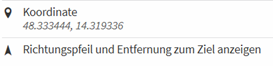 Koordinate
48.333444, 14.319336
Richtungspfeil und Entfernung zum Ziel anzeigen